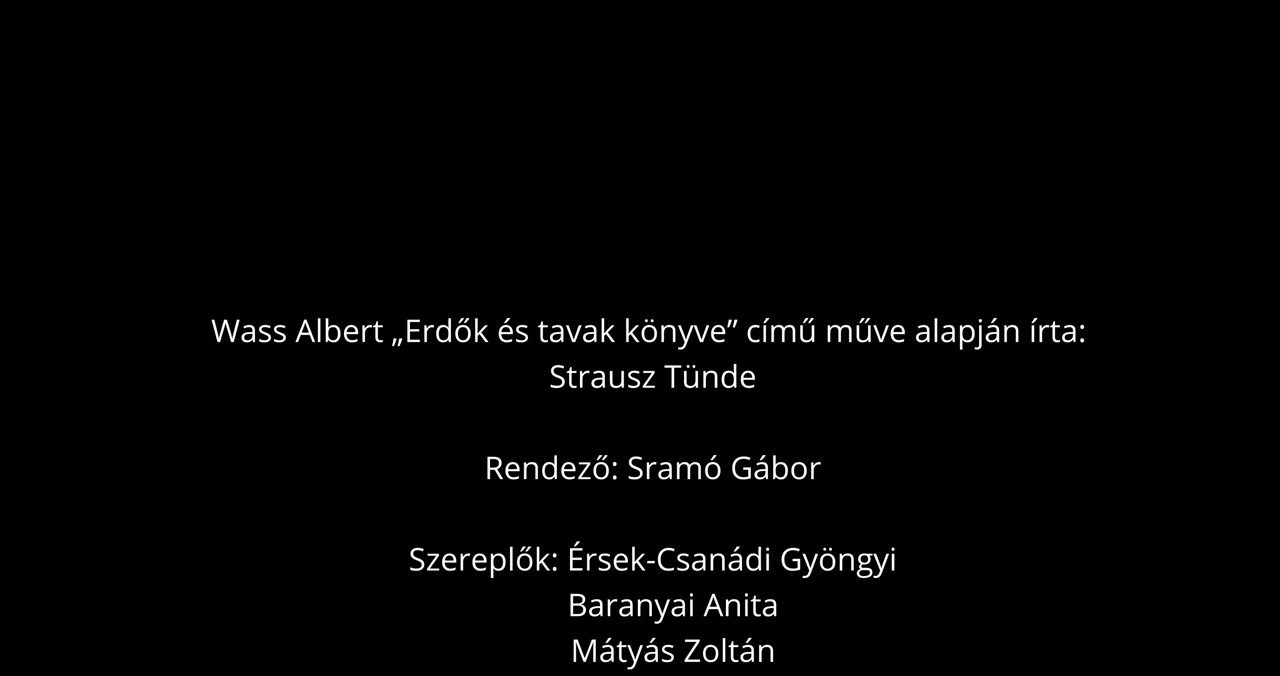 Wass Albert „Erdők és tavak könyve” című műve alapján írta:
Strausz Tünde
Rendező: Sramó Gábor
Szereplők: Érsek-Csanádi Gyöngyi
Baranyai Anita
Mátyás Zoltán